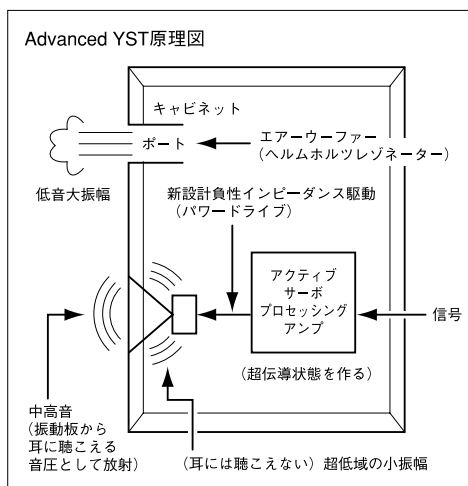 Advanced YST原理図
キャビネット
ポート
エアーウーファー
(ヘルムホルツレゾネーター)
低音大振幅
新設計負性インピーダンス駆動
(パワードライブ)
アクティブ
サーボ
プロセッシング
アンプ
信号
(超伝導状態を作る)
中高音
(振動板から
耳に聴こえる
音圧として放射)
(耳には聴こえない)超低域の小振幅